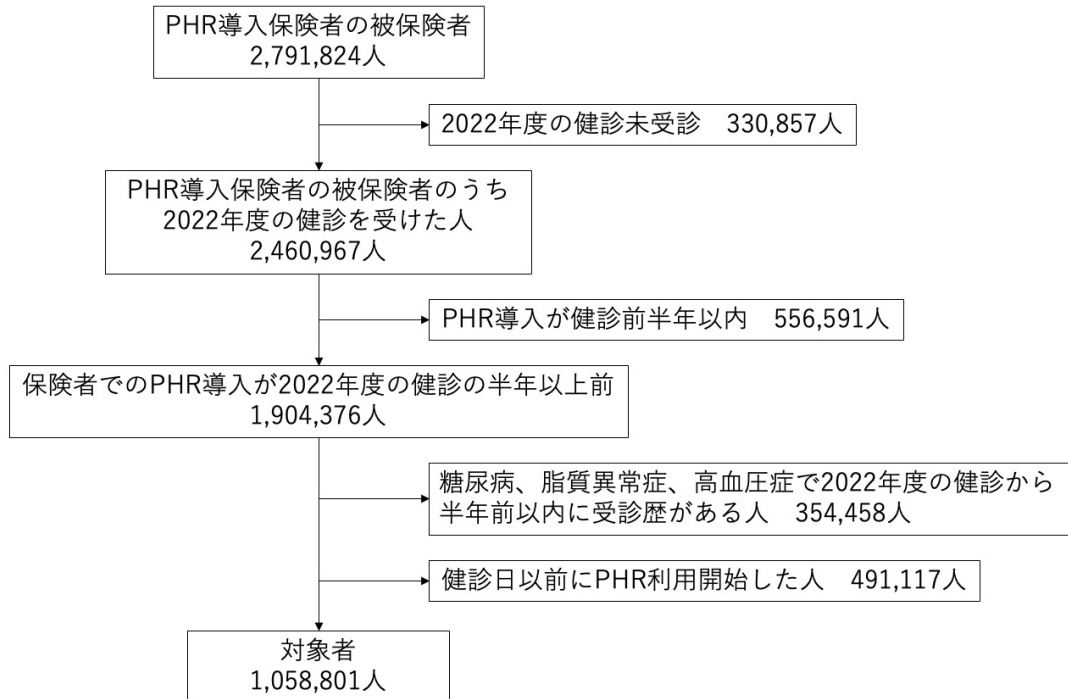 PHR導入保険者の被保険者
2,791,824人
2022年度の健診未受診　330,857人
PHR導入保険者の被保険者のうち
2022年度の健診を受けた人
2,460,967人
PHR導入が健診前半年以内　556,591人
保険者でのPHR導入が2022年度の健診の半年以上前
1,904,376人
糖尿病、脂質異常症、高血圧症で2022年度の健診から
半年前以内に受診歴がある人　354,458人
健診日以前にPHR利用開始した人　491,117人
対象者
1,058,801人